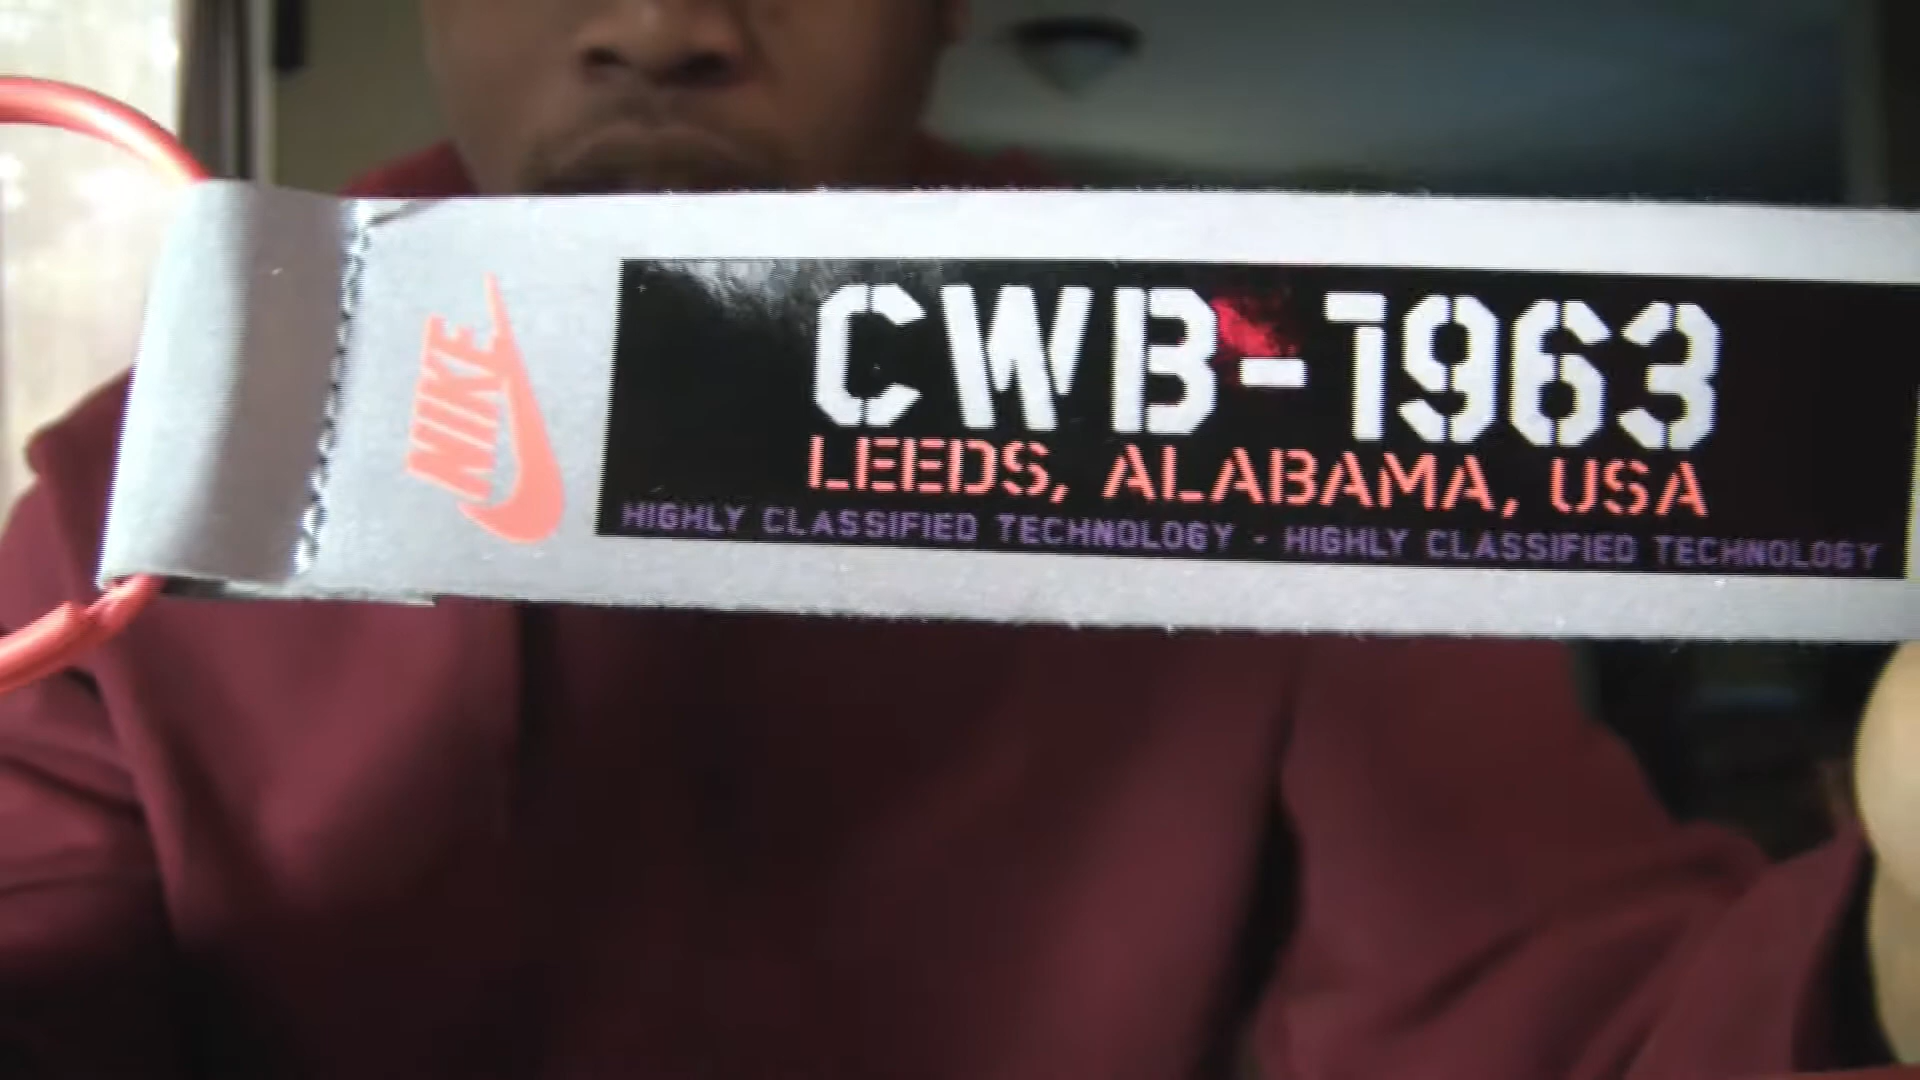 NIKE
CWB-1963
LEEDS, ALABAMA, USA
HIGHLY CLASSIFIED TECHNOLOGY - HIGHLY CLASSIFIED TECHNOLOGY